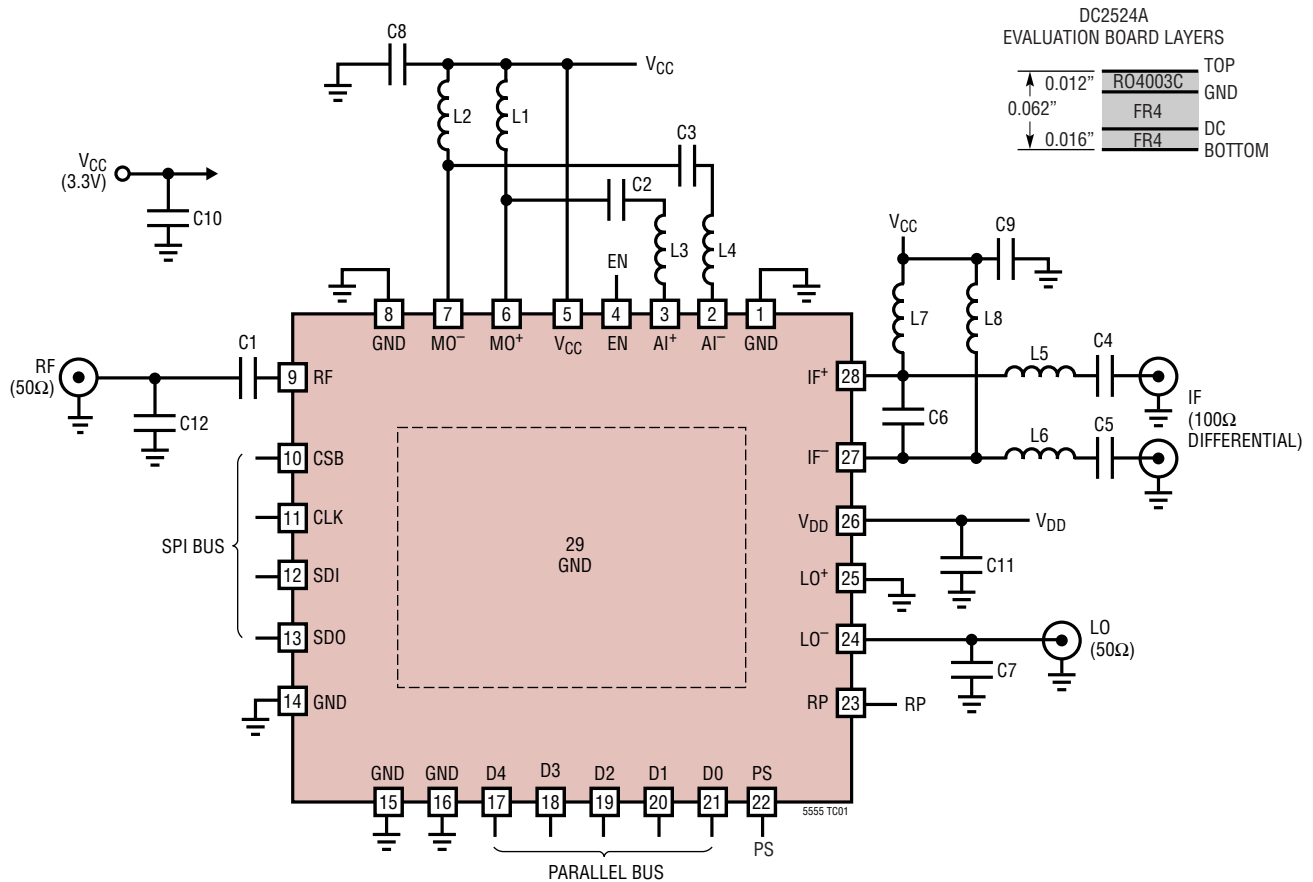 DC2524A
EVALUATION BOARD LAYERS
TOP
0.012” RO4003C
GND
0.062”
FR4
DC
0.016” FR4
BOTTOM
C8
VCC
L2
L1
C3
C2
VCC
(3.3V)
C10
L3
L4
EN
VCC
C9
L7
L8
8
7
6
5
4
3
2
1
GND
MO−
MO+
VCC
EN
AI+
AI−
GND
RF
(50Ω)
C1
9 RF
C12
IF+ 28
L5
C4
C6
IF
(100Ω
DIFFERENTIAL)
IF− 27
L6
C5
SPI BUS
10 CSB
11 CLK
12 SDI
13 SDO
14 GND
29
GND
VDD 26
VDD
C11
LO+ 25
LO− 24
LO
(50Ω)
C7
RP 23 RP
GND
GND
D4
D3
D2
D1
D0
PS
15
16
17
18
19
20
21
22
5555 TC01
PS
PARALLEL BUS